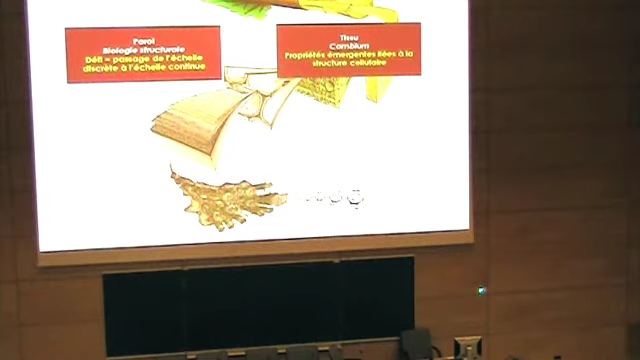 Paroi
Biologie structurale
Défi = passage de l'échelle
discrète à l'échelle continue
Tissu
Cambium
Propriétés émergentes liées à la
structure cellulaire